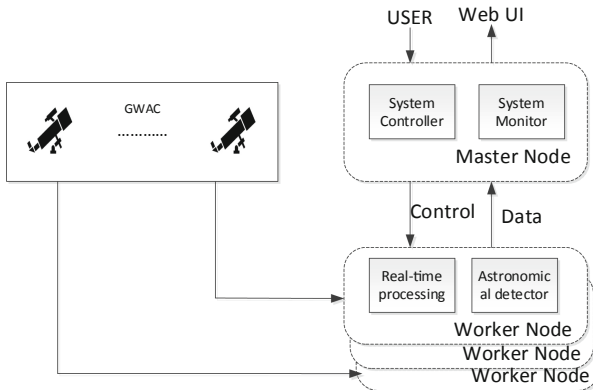 USER
Web UI
GWAC
............
System
Controller
System
Monitor
Master Node
Control
Data
Real-time
processing
Astronomic
al detector
Worker Node
Worker Node
Worker Node